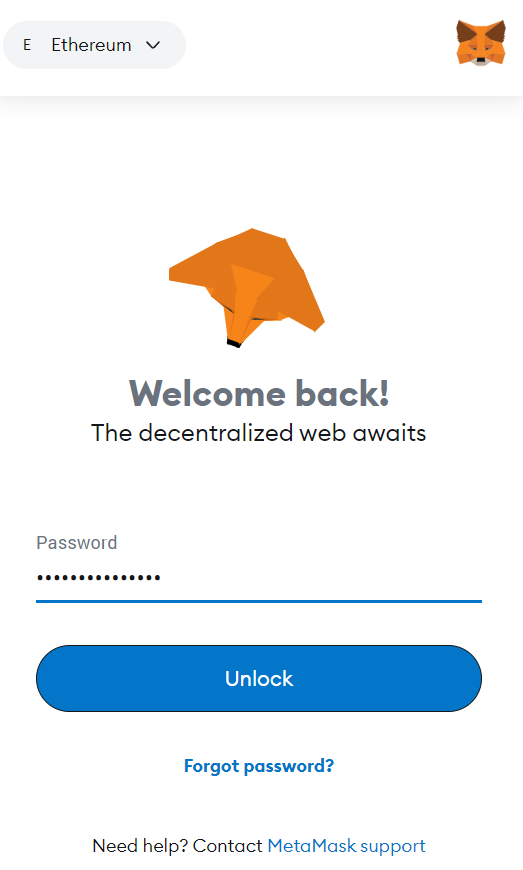 E Ethereum
Welcome back!
The decentralized web awaits
Password
•••••••••••••••
Unlock
Forgot password?
Need help? Contact MetaMask support